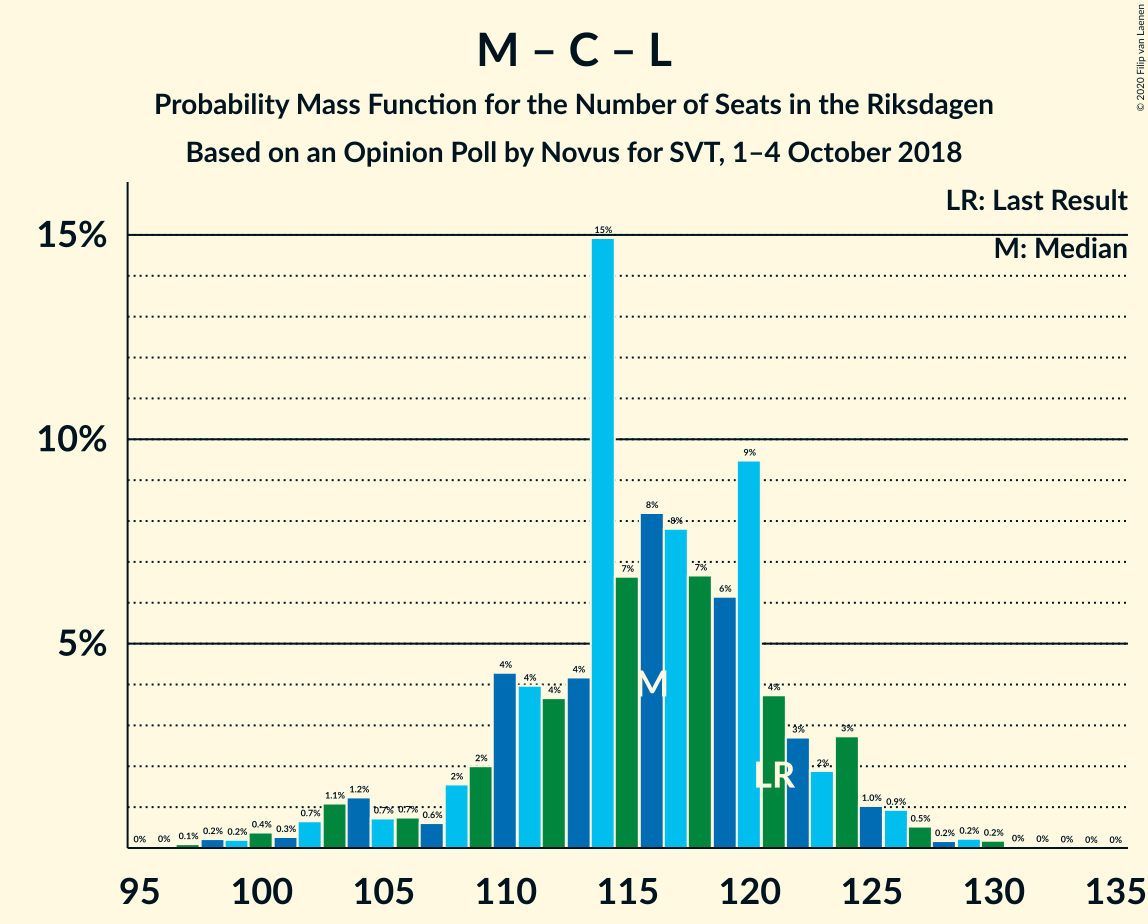 M – C – L
Probability Mass Function for the Number of Seats in the Riksdagen
Based on an Opinion Poll by Novus for SVT, 1–4 October 2018
© 2020 Filip van Laenen
LR: Last Result
M: Median
15%
10%
5%
0% 0% 0.1% 0.2% 0.2% 0.4% 0.3% 0.7% 1.1% 1.2% 0.7% 0.7% 0.6% 2% 2% 4% 4% 4% 4% 15% 7% 8% 8% 7% 6% 9% 4% 3% 2% 3% 1.0% 0.9% 0.5% 0.2% 0.2% 0.2% 0% 0% 0% 0% 0%
M
LR
95 100 105 110 115 120 125 130 135